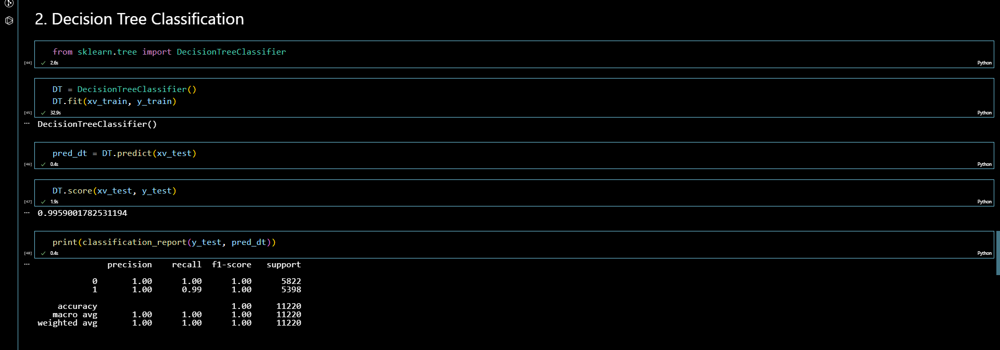 2. Decision Tree Classification
from sklearn.tree import DecisionTreeClassifier
[44] ✓ 2.6s Python
DT = DecisionTreeClassifier()
DT.fit(xv_train, y_train)
[45] ✓ 32.9s Python
... DecisionTreeClassifier()
pred_dt = DT.predict(xv_test)
[46] ✓ 0.4s Python
DT.score(xv_test, y_test)
[47] ✓ 1.9s Python
... 0.9959001782531194
print(classification_report(y_test, pred_dt))
[48] ✓ 0.4s Python
... precision recall f1-score support
0 1.00 1.00 1.00 5822
1 1.00 0.99 1.00 5398
accuracy 1.00 11220
macro avg 1.00 1.00 1.00 11220
weighted avg 1.00 1.00 1.00 11220